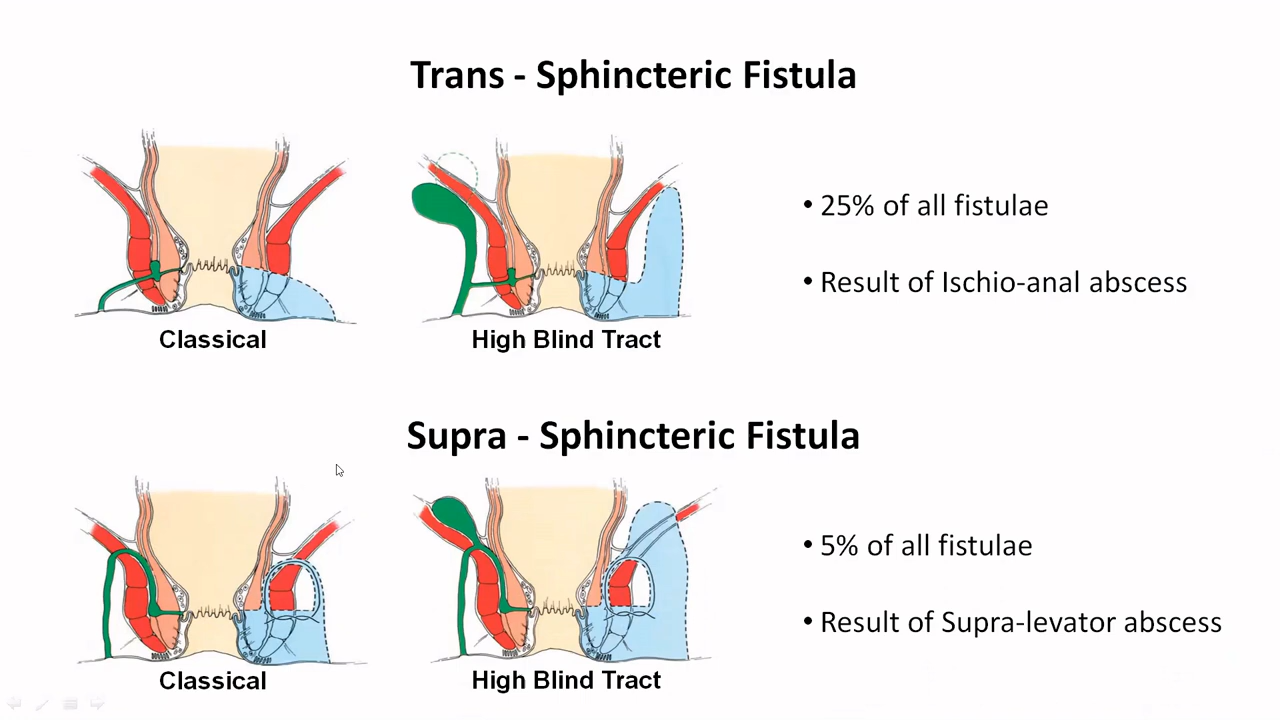 Trans - Sphincteric Fistula
Classical
High Blind Tract
• 25% of all fistulae
• Result of Ischio-anal abscess
Supra - Sphincteric Fistula
Classical
High Blind Tract
• 5% of all fistulae
• Result of Supra-levator abscess